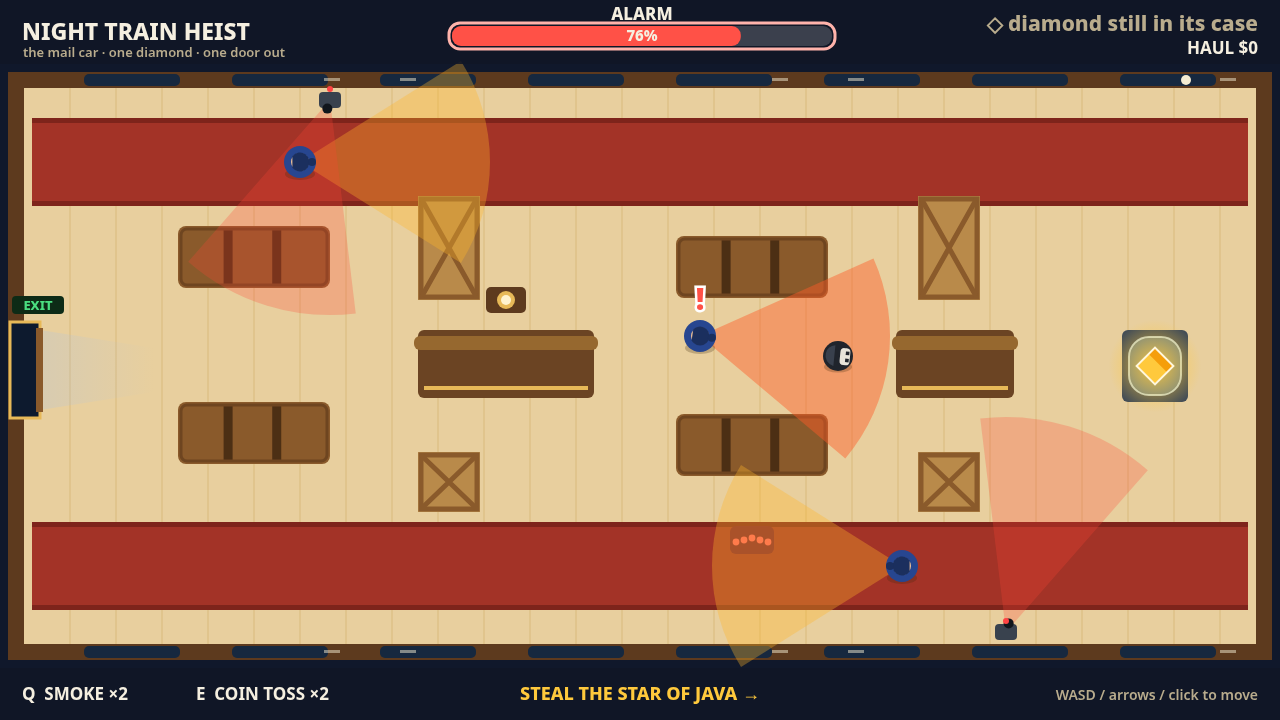 NIGHT TRAIN HEIST
the mail car · one diamond · one door out
ALARM
76%
◇ diamond still in its case
HAUL $0
EXIT
!
Q SMOKE ×2
E COIN TOSS ×2
STEAL THE STAR OF JAVA →
WASD / arrows / click to move